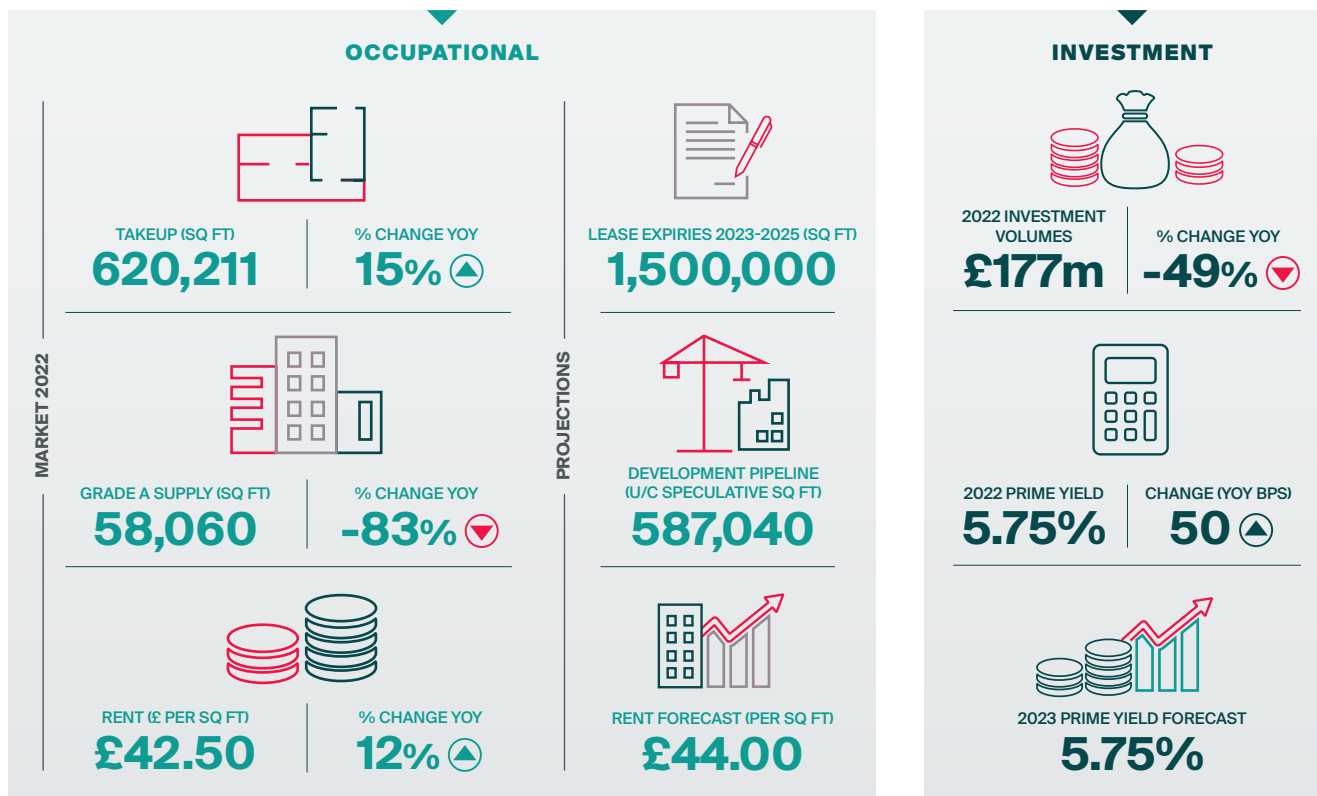 OCCUPATIONAL
MARKET 2022
TAKEUP (SQ FT)
620,211
% CHANGE YOY
15%
GRADE A SUPPLY (SQ FT)
58,060
% CHANGE YOY
-83%
RENT (£ PER SQ FT)
£42.50
% CHANGE YOY
12%
PROJECTIONS
LEASE EXPIRIES 2023-2025 (SQ FT)
1,500,000
DEVELOPMENT PIPELINE
(U/C SPECULATIVE SQ FT)
587,040
RENT FORECAST (PER SQ FT)
£44.00
INVESTMENT
2022 INVESTMENT
VOLUMES
£177m
% CHANGE YOY
-49%
2022 PRIME YIELD
5.75%
CHANGE (YOY BPS)
50
2023 PRIME YIELD FORECAST
5.75%